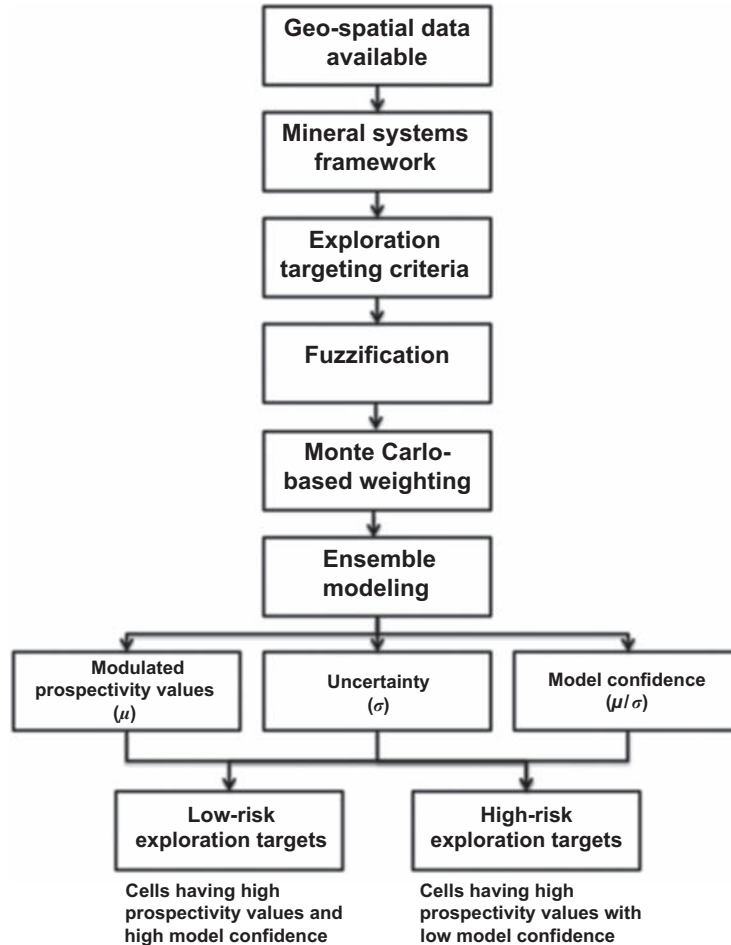 Geo-spatial data
available
Mineral systems
framework
Exploration
targeting criteria
Fuzzification
Monte Carlo-
based weighting
Ensemble
modeling
Modulated
prospectivity values
(μ)
Uncertainty
(σ)
Model confidence
(μ/σ)
Low-risk
exploration targets
High-risk
exploration targets
Cells having high
prospectivity values and
high model confidence
Cells having high
prospectivity values with
low model confidence